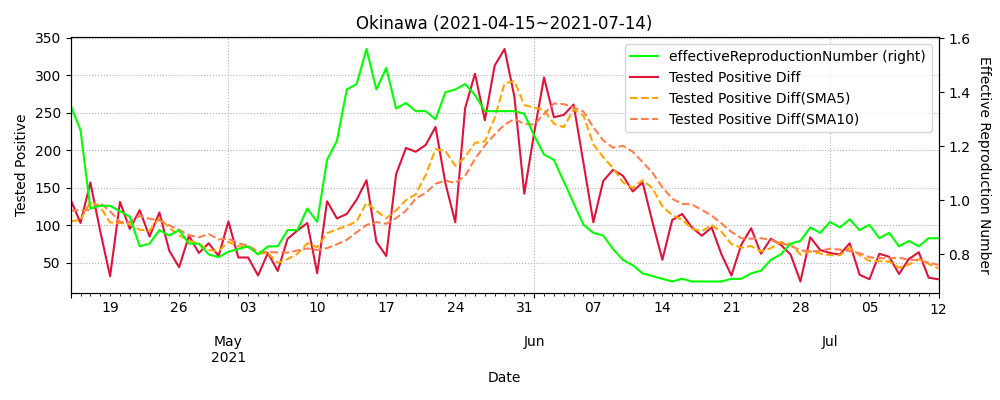 Okinawa (2021-04-15~2021-07-14)
effectiveReproductionNumber (right)
Tested Positive Diff
Tested Positive Diff(SMA5)
Tested Positive Diff(SMA10)
Tested Positive
350
300
250
200
150
100
50
1.6
1.4
1.2
1.0
0.8
Effective Reproduction Number
19 26 03 10 17 24 31 07 14 21 28 05 12
May Jun Jul
2021
Date